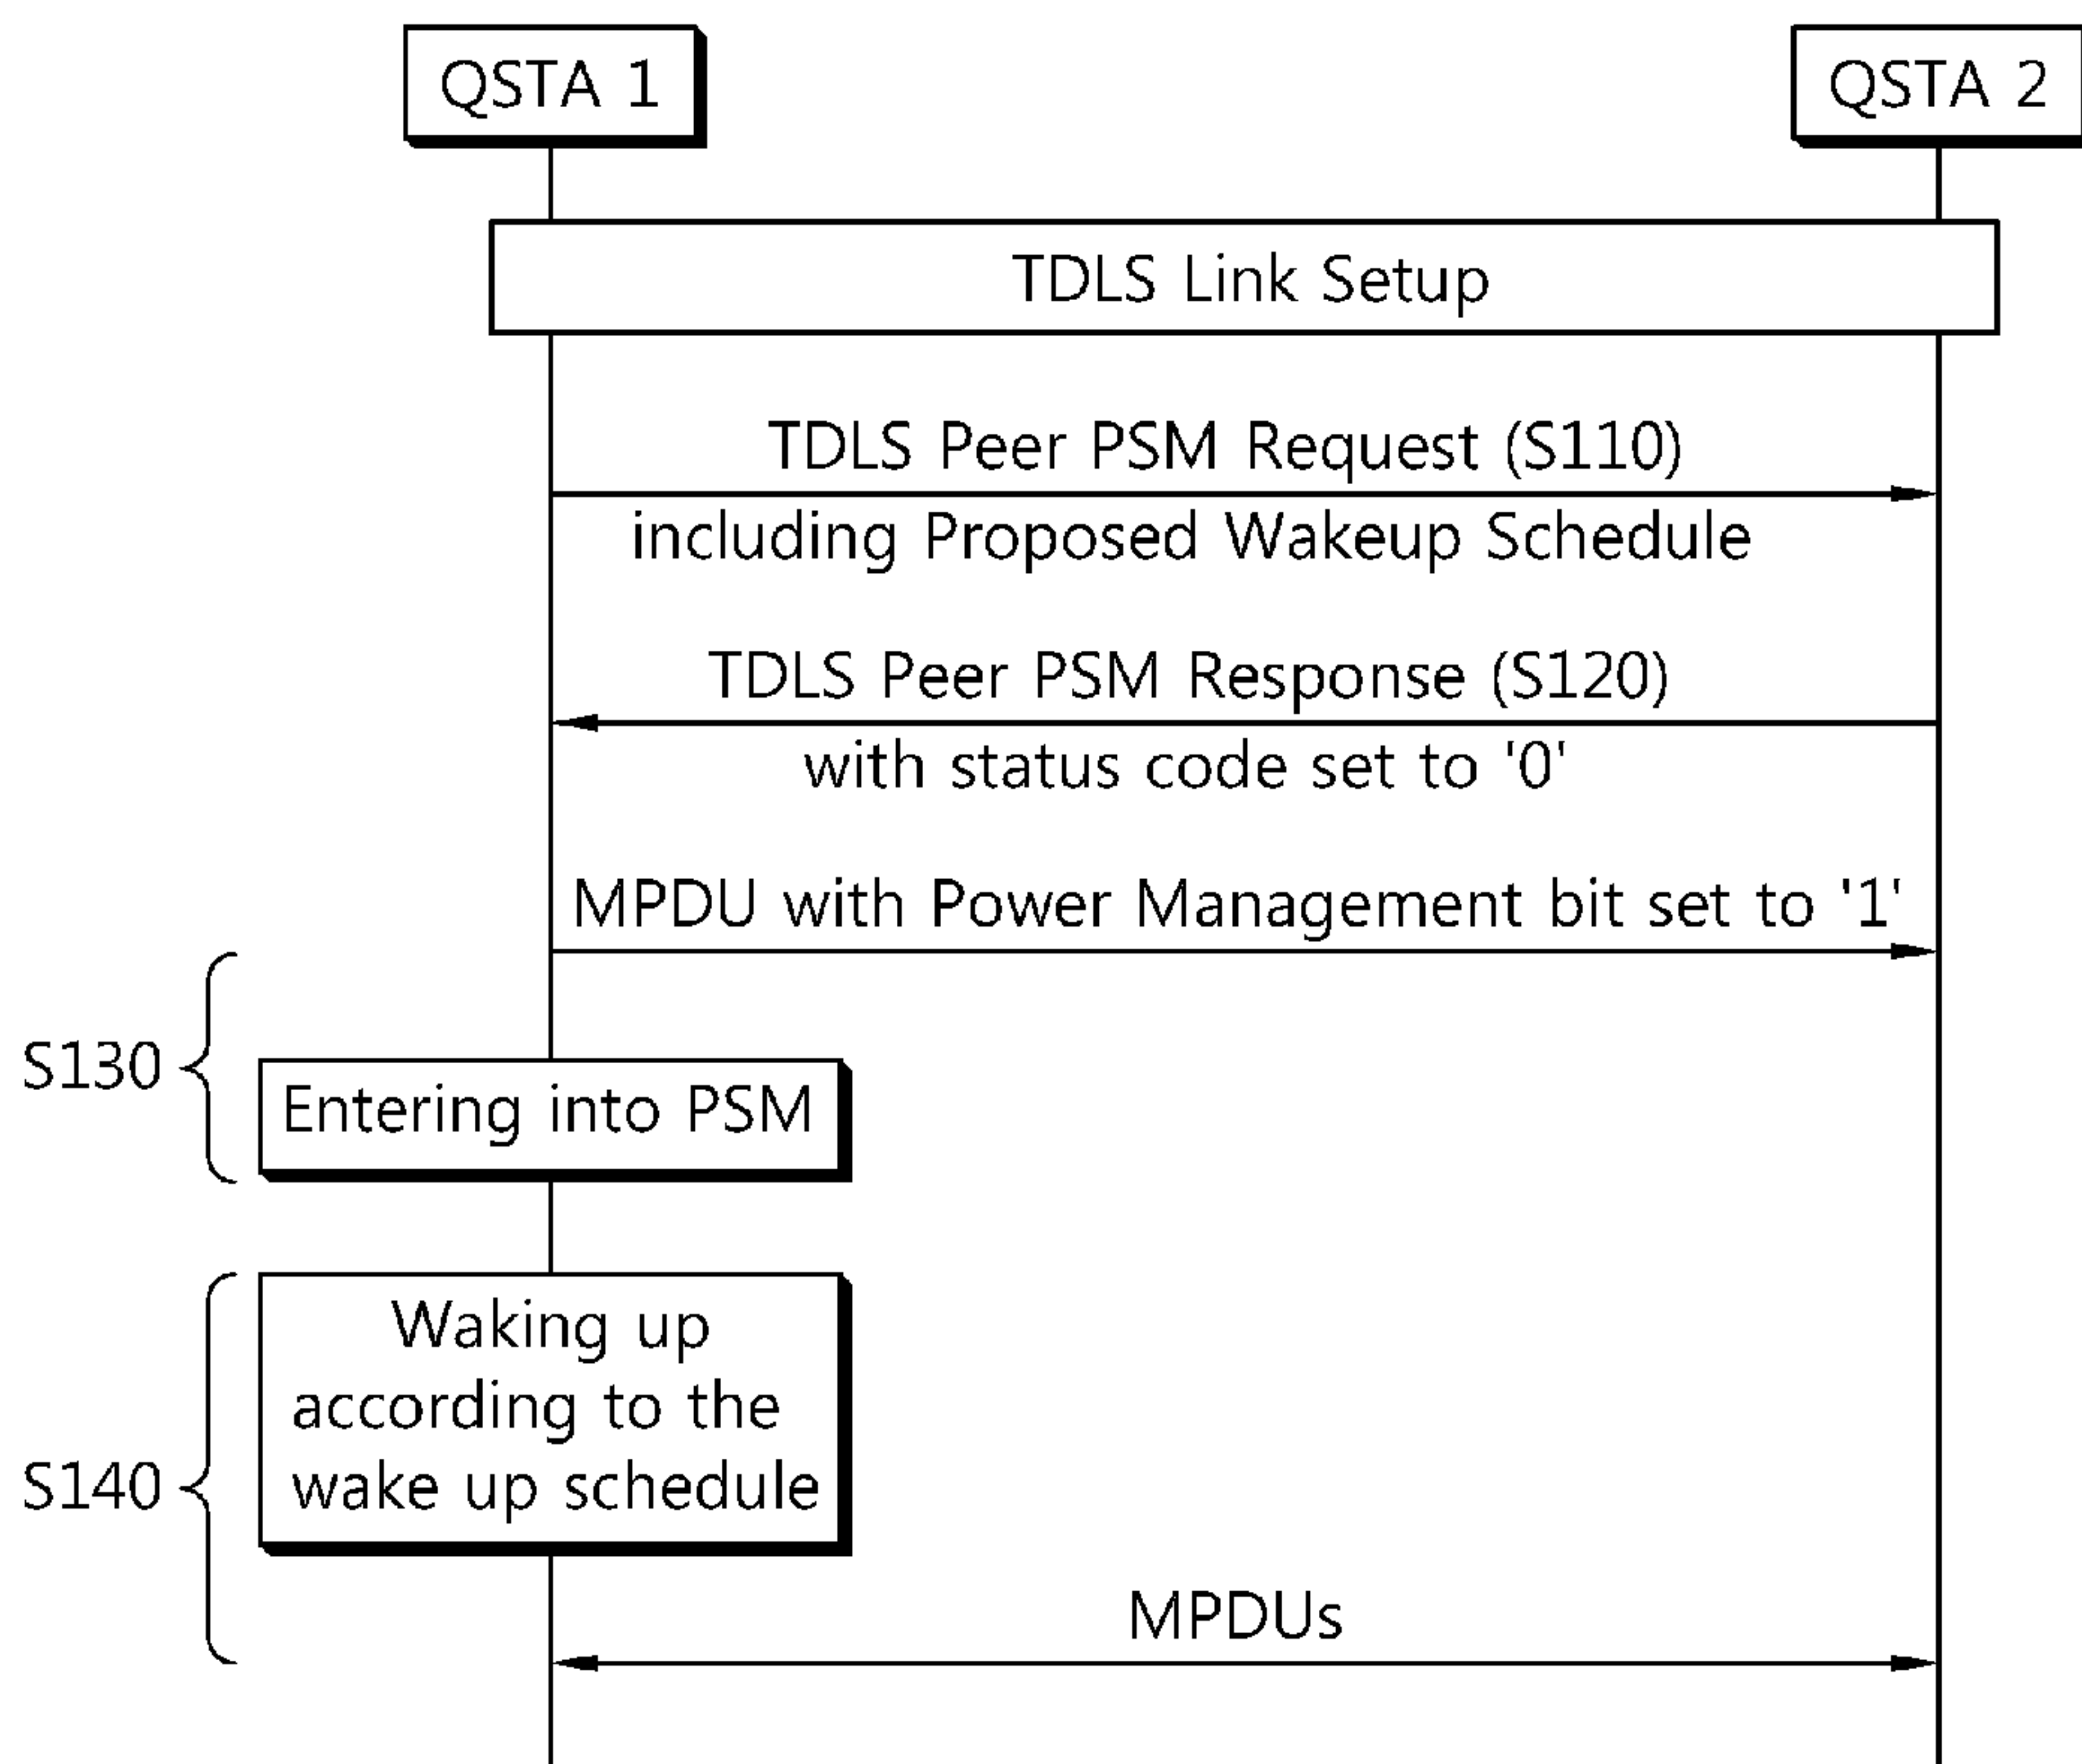 QSTA 1
QSTA 2
TDLS Link Setup
TDLS Peer PSM Request (S110)
including Proposed Wakeup Schedule
TDLS Peer PSM Response (S120)
with status code set to '0'
MPDU with Power Management bit set to '1'
S130
Entering into PSM
Waking up
according to the
wake up schedule
S140
MPDUs